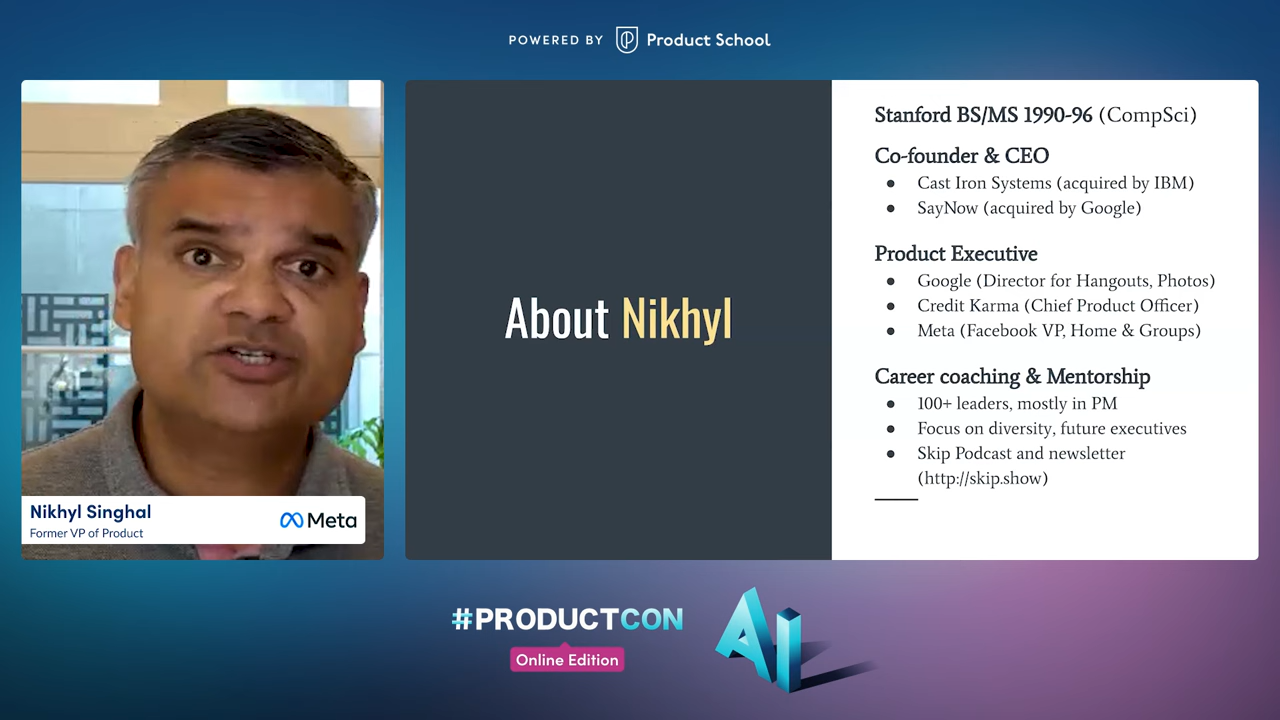 POWERED BY Product School
Nikhyl Singhal
Former VP of Product
Meta
About Nikhyl
Stanford BS/MS 1990-96 (CompSci)
Co-founder & CEO
● Cast Iron Systems (acquired by IBM)
● SayNow (acquired by Google)
Product Executive
● Google (Director for Hangouts, Photos)
● Credit Karma (Chief Product Officer)
● Meta (Facebook VP, Home & Groups)
Career coaching & Mentorship
● 100+ leaders, mostly in PM
● Focus on diversity, future executives
● Skip Podcast and newsletter
(http://skip.show)
#PRODUCTCON
Online Edition
AI